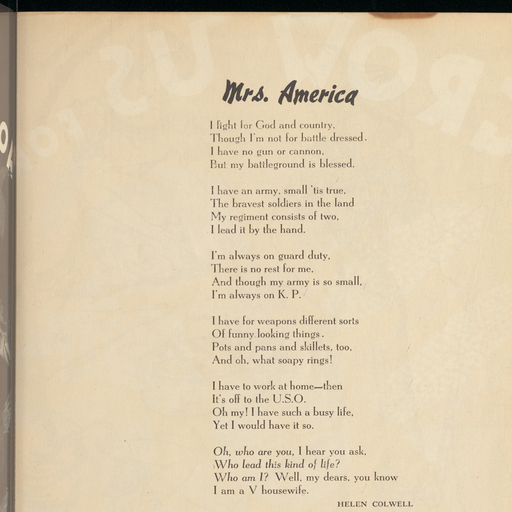 Mrs. America
I fight for God and country,
Though I'm not for battle dressed.
I have no gun or cannon,
But my battleground is blessed.
I have an army, small 'tis true,
The bravest soldiers in the land
My regiment consists of two,
I lead it by the hand.
I'm always on guard duty,
There is no rest for me,
And though my army is so small,
I'm always on K. P.
I have for weapons different sorts
Of funny looking things.
Pots and pans and skillets, too,
And oh, what soapy rings!
I have to work at home—then
It's off to the U.S.O.
Oh my! I have such a busy life,
Yet I would have it so.
Oh, who are you, I hear you ask,
Who lead this kind of life?
Who am I? Well, my dears, you know
I am a V housewife.
HELEN COLWELL